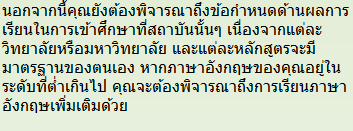 นอกจากนี้คุณยังต้องพิจารณาถึงข้อกำหนดด้านผลการ
เรียนในการเข้าศึกษาที่สถาบันนั้นๆ เนื่องจากแต่ละ
วิทยาลัยหรือมหาวิทยาลัย และแต่ละหลักสูตรจะมี
มาตรฐานของตนเอง หากภาษาอังกฤษของคุณอยู่ใน
ระดับที่ต่ำเกินไป คุณจะต้องพิจารณาถึงการเรียนภาษา
อังกฤษเพิ่มเติมด้วย